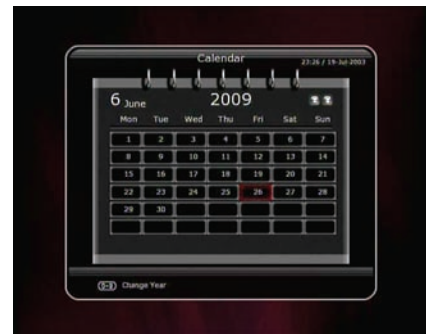 Calendar
23:26 / 19-Jul-2003
6 June 2009
Mon Tue Wed Thu Fri Sat Sun
1 2 3 4 5 6 7
8 9 10 11 12 13 14
15 16 17 18 19 20 21
22 23 24 25 26 27 28
29 30
Change Year